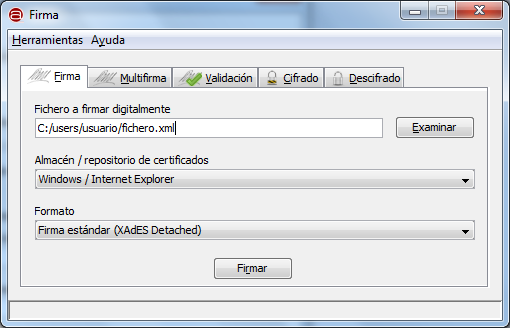 Firma
Herramientas Ayuda
Firma Multifirma Validación Cifrado Descifrado
Fichero a firmar digitalmente
C:/users/usuario/fichero.xml Examinar
Almacén / repositorio de certificados
Windows / Internet Explorer
Formato
Firma estándar (XAdES Detached)
Firmar